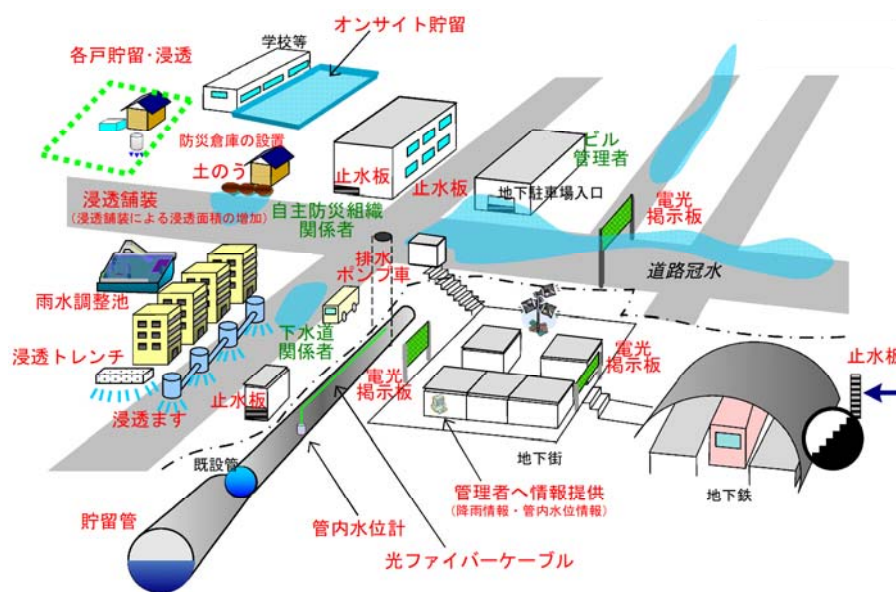 オンサイト貯留
学校等
各戸貯留・浸透
防災倉庫の設置
土のう
止水板
止水板
ビル
管理者
地下駐車場入口
電光
掲示板
浸透舗装
(浸透舗装による浸透面積の増加)
自主防災組織
関係者
排水
ポンプ車
道路冠水
雨水調整池
下水道
関係者
浸透トレンチ
電光
掲示板
電光
掲示板
止水板
止水板
浸透ます
既設管
地下街
地下鉄
管理者へ情報提供
(降雨情報・管内水位情報)
貯留管
管内水位計
光ファイバーケーブル